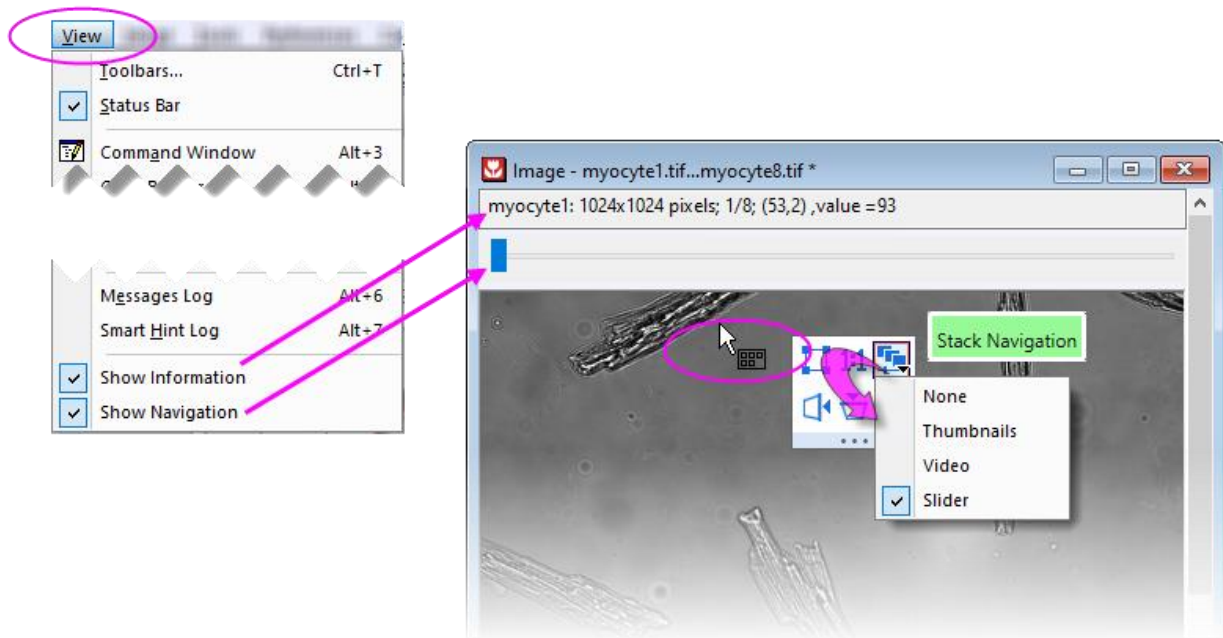 View
Toolbars... Ctrl+T
Status Bar
Command Window Alt+3
Messages Log Alt+6
Smart Hint Log Alt+7
Show Information
Show Navigation
Image - myocyte1.tif...myocyte8.tif *
myocyte1: 1024x1024 pixels; 1/8; (53,2) ,value =93
Stack Navigation
None
Thumbnails
Video
Slider